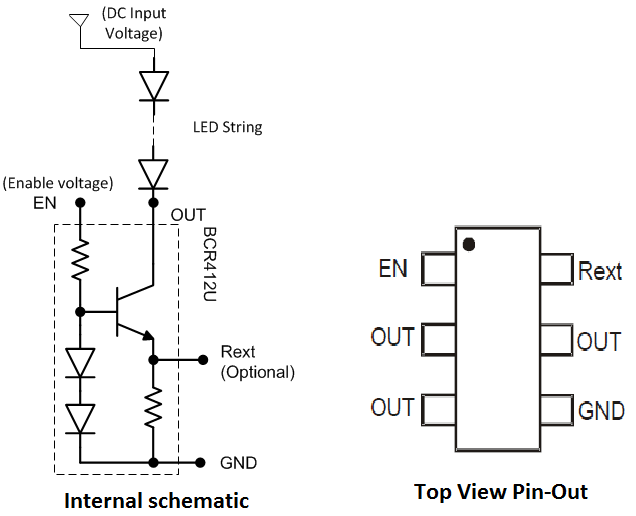 (DC Input
Voltage)
LED String
(Enable voltage)
EN
OUT
BCR412U
Rext
(Optional)
GND
Internal schematic
EN
Rext
OUT
OUT
OUT
GND
Top View Pin-Out